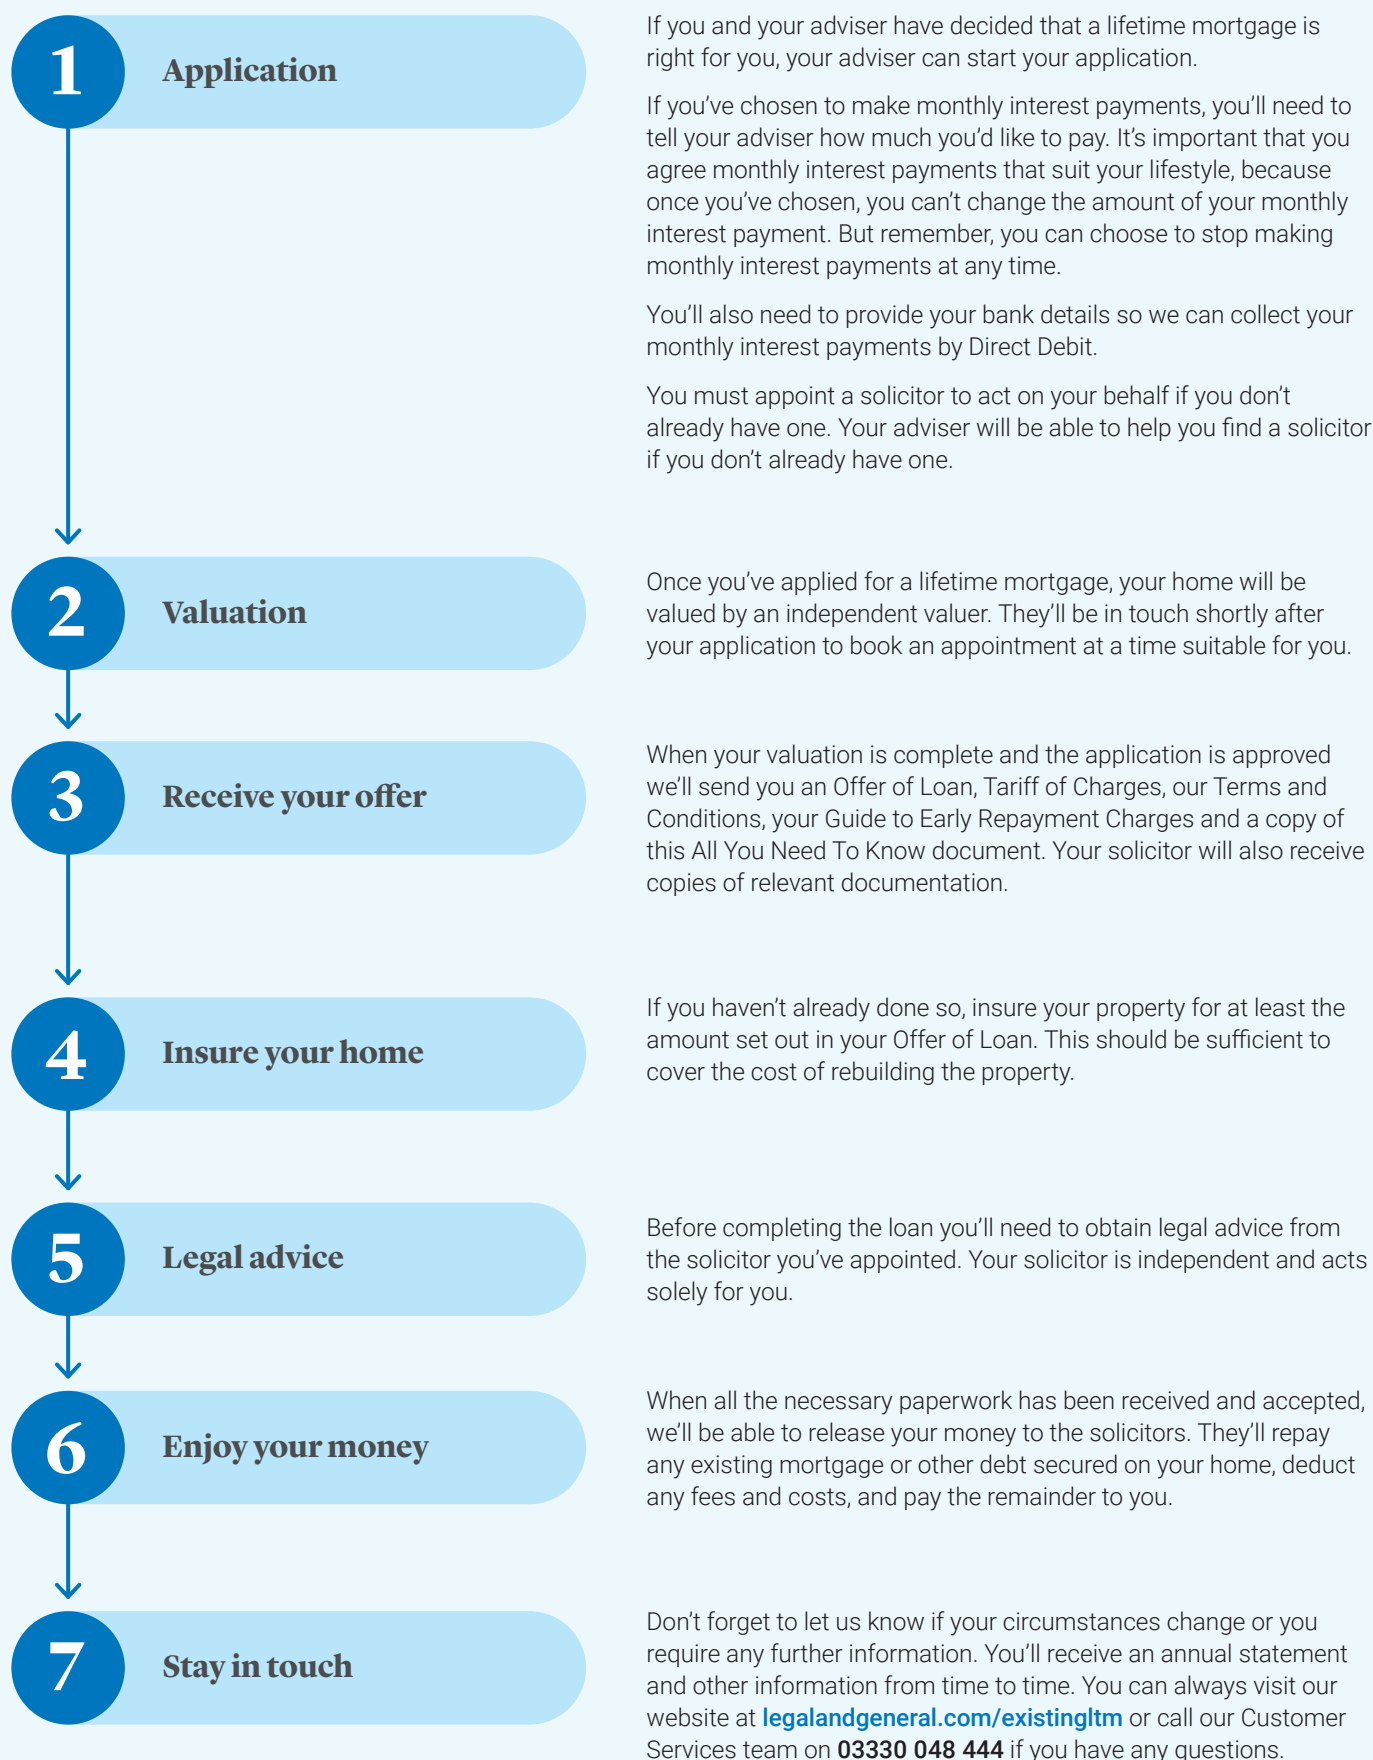 1
Application
If you and your adviser have decided that a lifetime mortgage is
right for you, your adviser can start your application.
If you’ve chosen to make monthly interest payments, you’ll need to
tell your adviser how much you’d like to pay. It’s important that you
agree monthly interest payments that suit your lifestyle, because
once you’ve chosen, you can’t change the amount of your monthly
interest payment. But remember, you can choose to stop making
monthly interest payments at any time.
You’ll also need to provide your bank details so we can collect your
monthly interest payments by Direct Debit.
You must appoint a solicitor to act on your behalf if you don’t
already have one. Your adviser will be able to help you find a solicitor
if you don’t already have one.
2
Valuation
Once you’ve applied for a lifetime mortgage, your home will be
valued by an independent valuer. They’ll be in touch shortly after
your application to book an appointment at a time suitable for you.
3
Receive your offer
When your valuation is complete and the application is approved
we’ll send you an Offer of Loan, Tariff of Charges, our Terms and
Conditions, your Guide to Early Repayment Charges and a copy of
this All You Need To Know document. Your solicitor will also receive
copies of relevant documentation.
4
Insure your home
If you haven’t already done so, insure your property for at least the
amount set out in your Offer of Loan. This should be sufficient to
cover the cost of rebuilding the property.
5
Legal advice
Before completing the loan you’ll need to obtain legal advice from
the solicitor you’ve appointed. Your solicitor is independent and acts
solely for you.
6
Enjoy your money
When all the necessary paperwork has been received and accepted,
we’ll be able to release your money to the solicitors. They’ll repay
any existing mortgage or other debt secured on your home, deduct
any fees and costs, and pay the remainder to you.
7
Stay in touch
Don’t forget to let us know if your circumstances change or you
require any further information. You’ll receive an annual statement
and other information from time to time. You can always visit our
website at legalandgeneral.com/existingltm or call our Customer
Services team on 03330 048 444 if you have any questions.